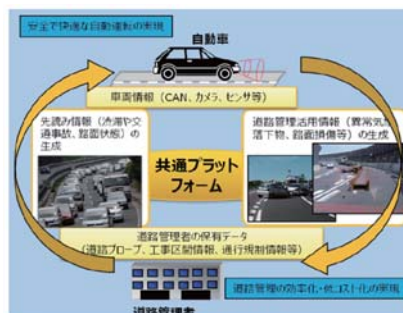 安全で快適な自動運転の実現
自動車
車両情報（CAN、カメラ、センサ等）
先読み情報（渋滞や交
通事故、路面状態）の
生成
道路管理活用情報（異常気象
落下物、路面損傷等）の生成
共通プラット
フォーム
道路管理者の保有データ
（道路プローブ、工事区間情報、通行規制情報等）
道路管理の効率化・低コスト化の実現
道路管理者